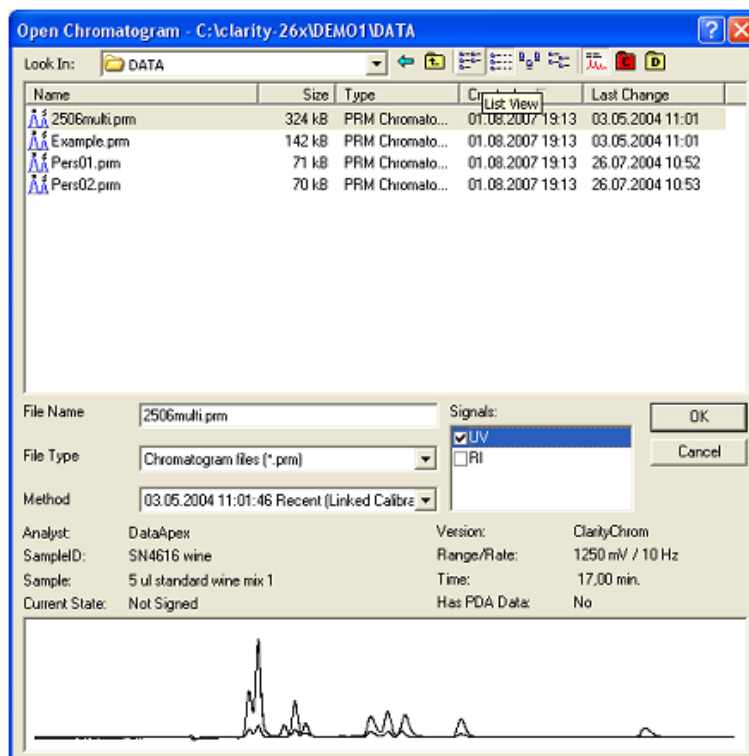 Open Chromatogram - C:\clarity-26x\DEMO1\DATA
Look In: DATA
Name Size Type Last Change
List View
2506multi.prm 324 kB PRM Chromato... 01.08.2007 19:13 03.05.2004 11:01
Example.prm 142 kB PRM Chromato... 01.08.2007 19:13 03.05.2004 11:01
Pers01.prm 71 kB PRM Chromato... 01.08.2007 19:13 26.07.2004 10:52
Pers02.prm 70 kB PRM Chromato... 01.08.2007 19:13 26.07.2004 10:53
File Name 2506multi.prm Signals: OK
UV
File Type Chromatogram files (*.prm) RI Cancel
Method 03.05.2004 11:01:46 Recent (Linked Calibra
Analyst: DataApex Version: ClarityChrom
SampleID: SN4616 wine Range/Rate: 1250 mV / 10 Hz
Sample: 5 ul standard wine mix 1 Time: 17,00 min.
Current State: Not Signed Has PDA Data: No